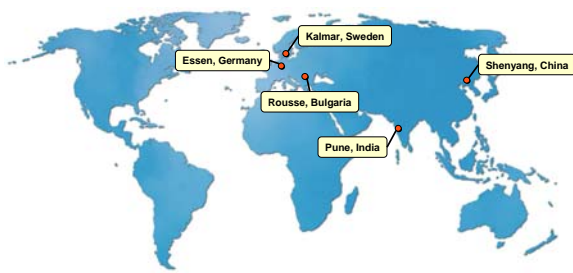 Kalmar, Sweden
Essen, Germany
Shenyang, China
Rousse, Bulgaria
Pune, India